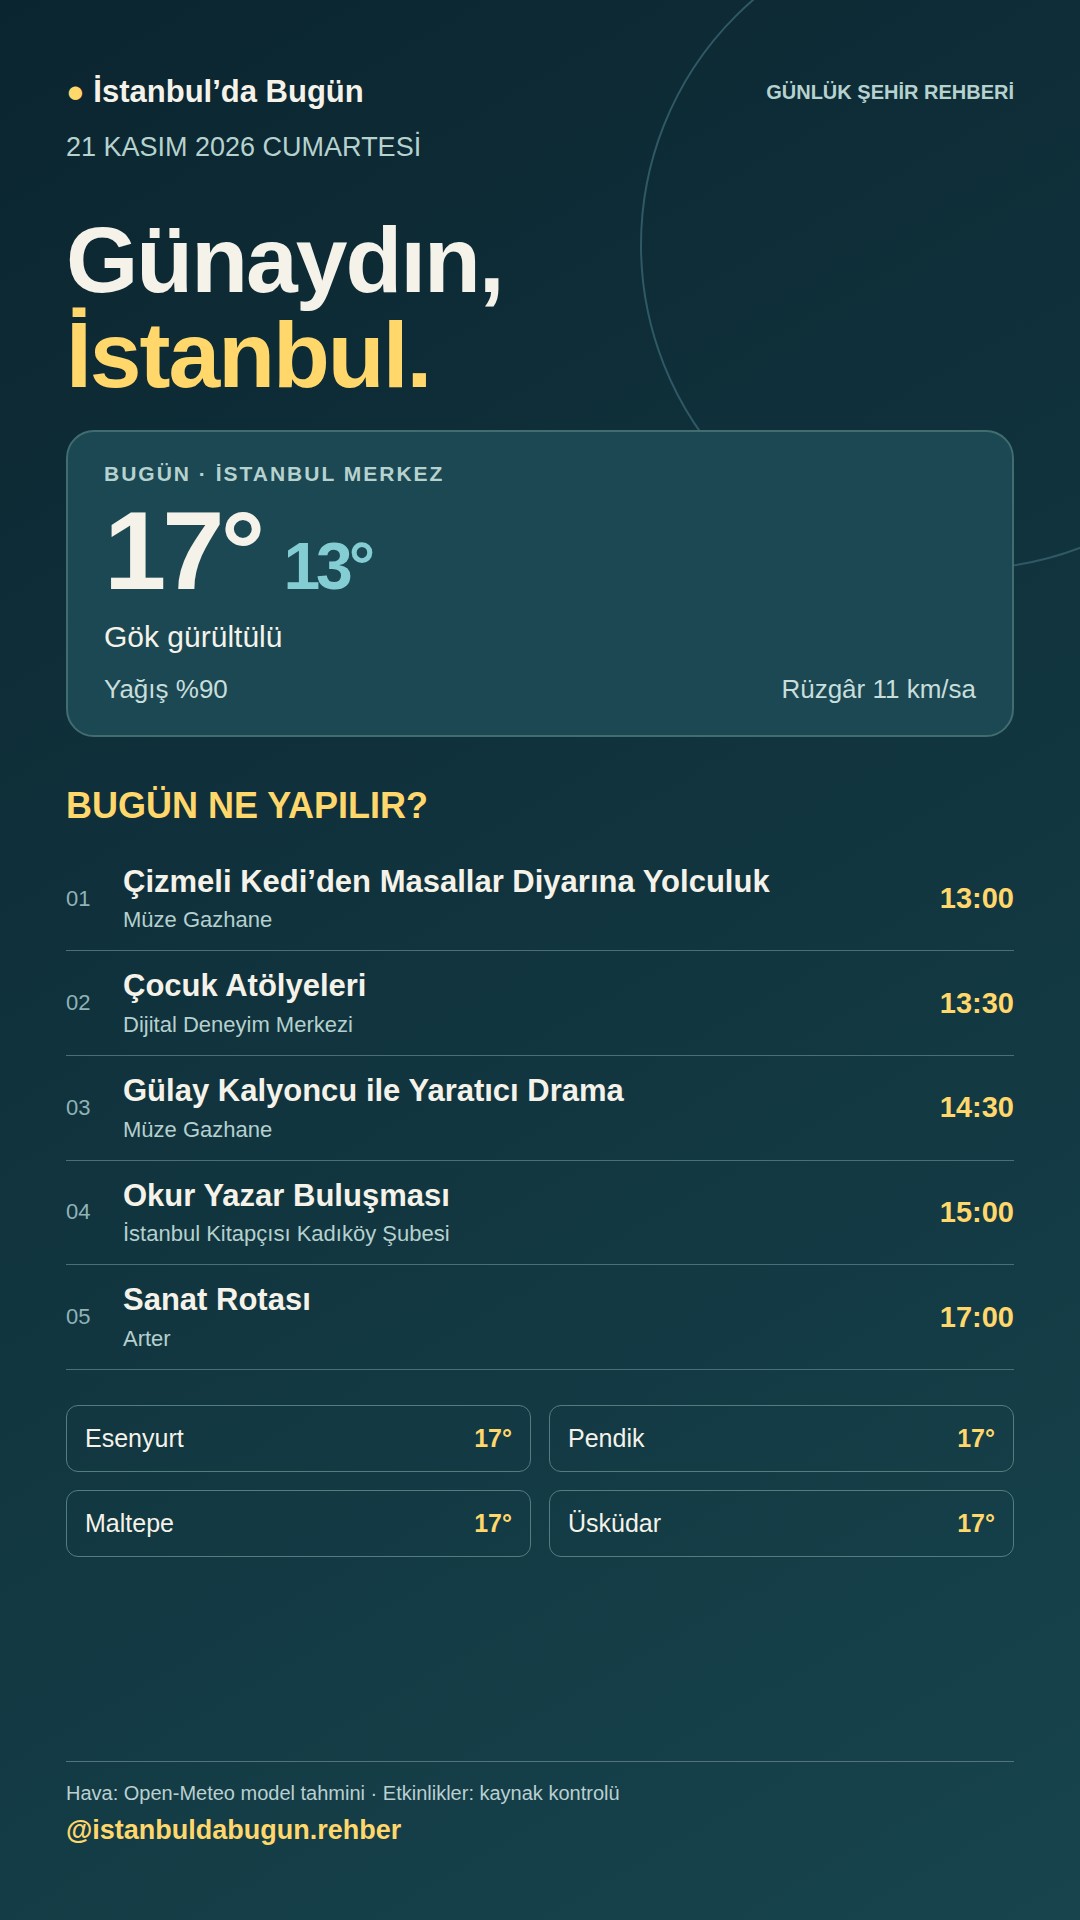 ● İstanbul’da Bugün
GÜNLÜK ŞEHİR REHBERİ
21 KASIM 2026 CUMARTESİ
Günaydın,
İstanbul.
BUGÜN · İSTANBUL MERKEZ
17° 13°
Gök gürültülü
Yağış %90
Rüzgâr 11 km/sa
BUGÜN NE YAPILIR?
01 Çizmeli Kedi’den Masallar Diyarına Yolculuk 13:00
Müze Gazhane
02 Çocuk Atölyeleri 13:30
Dijital Deneyim Merkezi
03 Gülay Kalyoncu ile Yaratıcı Drama 14:30
Müze Gazhane
04 Okur Yazar Buluşması 15:00
İstanbul Kitapçısı Kadıköy Şubesi
05 Sanat Rotası 17:00
Arter
Esenyurt 17°
Pendik 17°
Maltepe 17°
Üsküdar 17°
Hava: Open-Meteo model tahmini · Etkinlikler: kaynak kontrolü
@istanbuldabugun.rehber